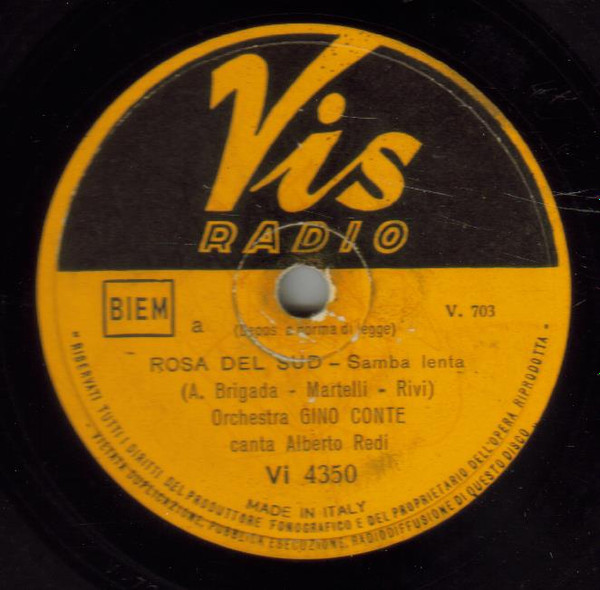 Vis
RADIO
BIEM
a
V. 703
(Depos. a norma di legge)
ROSA DEL SUD - Samba lenta
(A. Brigada - Martelli - Rivi)
Orchestra GINO CONTE
canta Alberto Redi
Vi 4350
MADE IN ITALY
• RISERVATI TUTTI I DIRITTI DEL PRODUTTORE FONOGRAFICO E DEL PROPRIETARIO DELL'OPERA RIPRODOTTA •
• VIETATA DUPLICAZIONE, PUBBLICA ESECUZIONE, RADIODIFFUSIONE DI QUESTO DISCO •